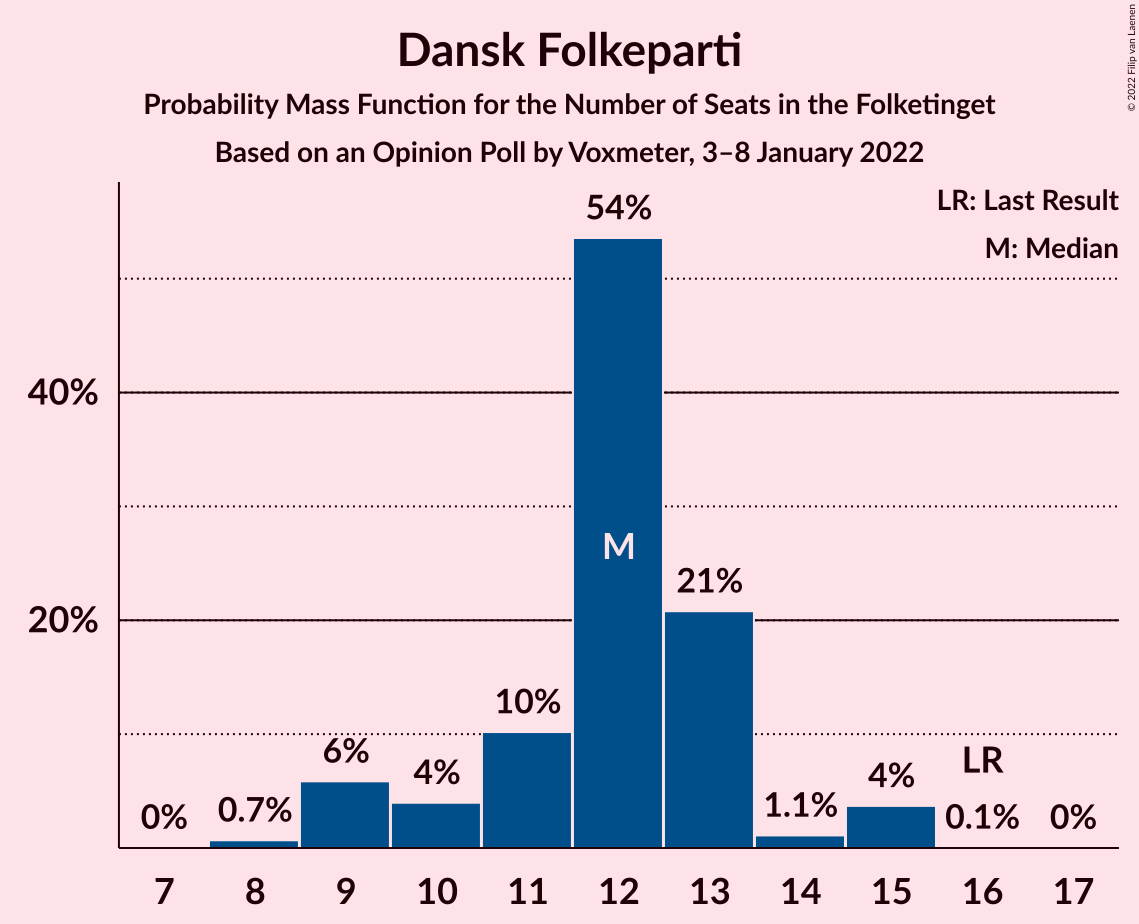 Dansk Folkeparti
Probability Mass Function for the Number of Seats in the Folketinget
Based on an Opinion Poll by Voxmeter, 3–8 January 2022
© 2022 Filip van Laenen
LR: Last Result
M: Median
54%
40%
M
21%
20%
10%
6%
4%
0.7%
0%
1.1%
4%
LR
0.1%
0%
7 8 9 10 11 12 13 14 15 16 17